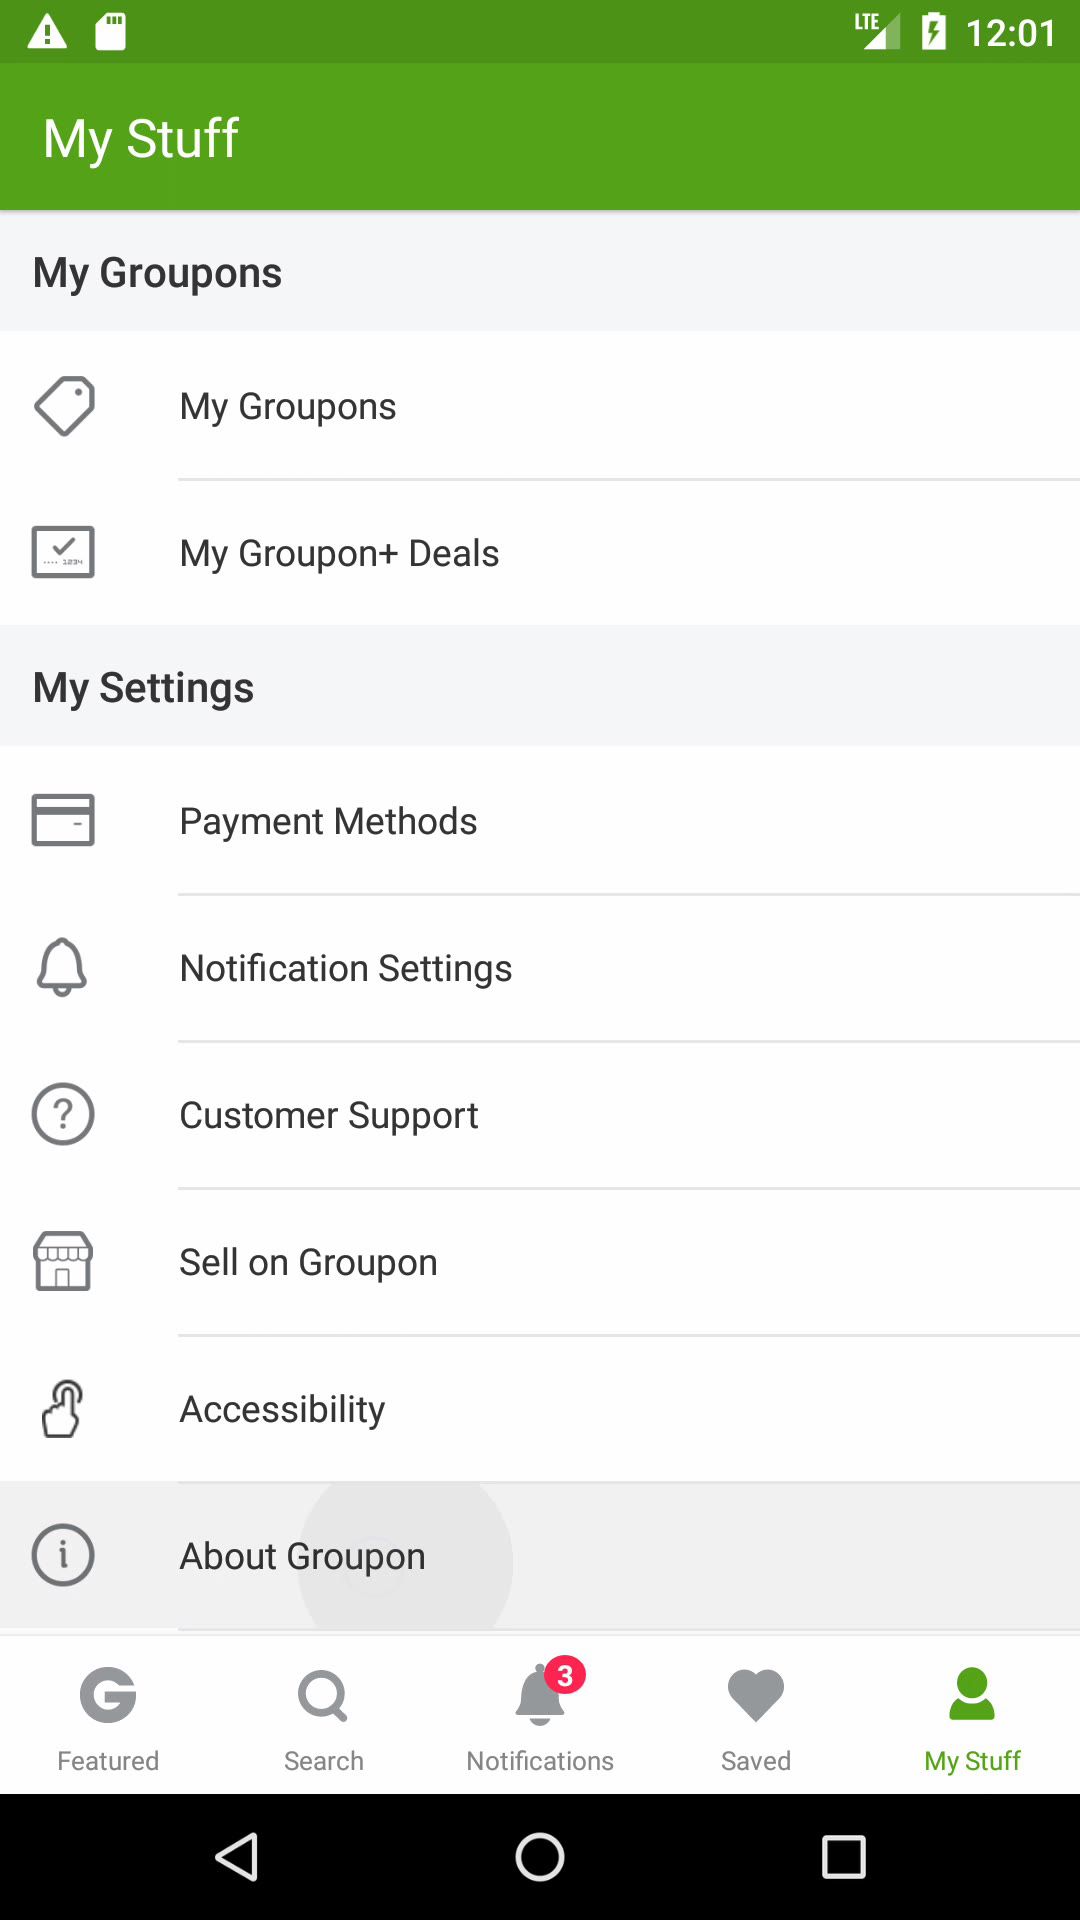 LTE 12:01
My Stuff
My Groupons
My Groupons
1234
My Groupon+ Deals
My Settings
Payment Methods
Notification Settings
?
Customer Support
Sell on Groupon
Accessibility
i
About Groupon
G
3
Featured
Search
Notifications
Saved
My Stuff